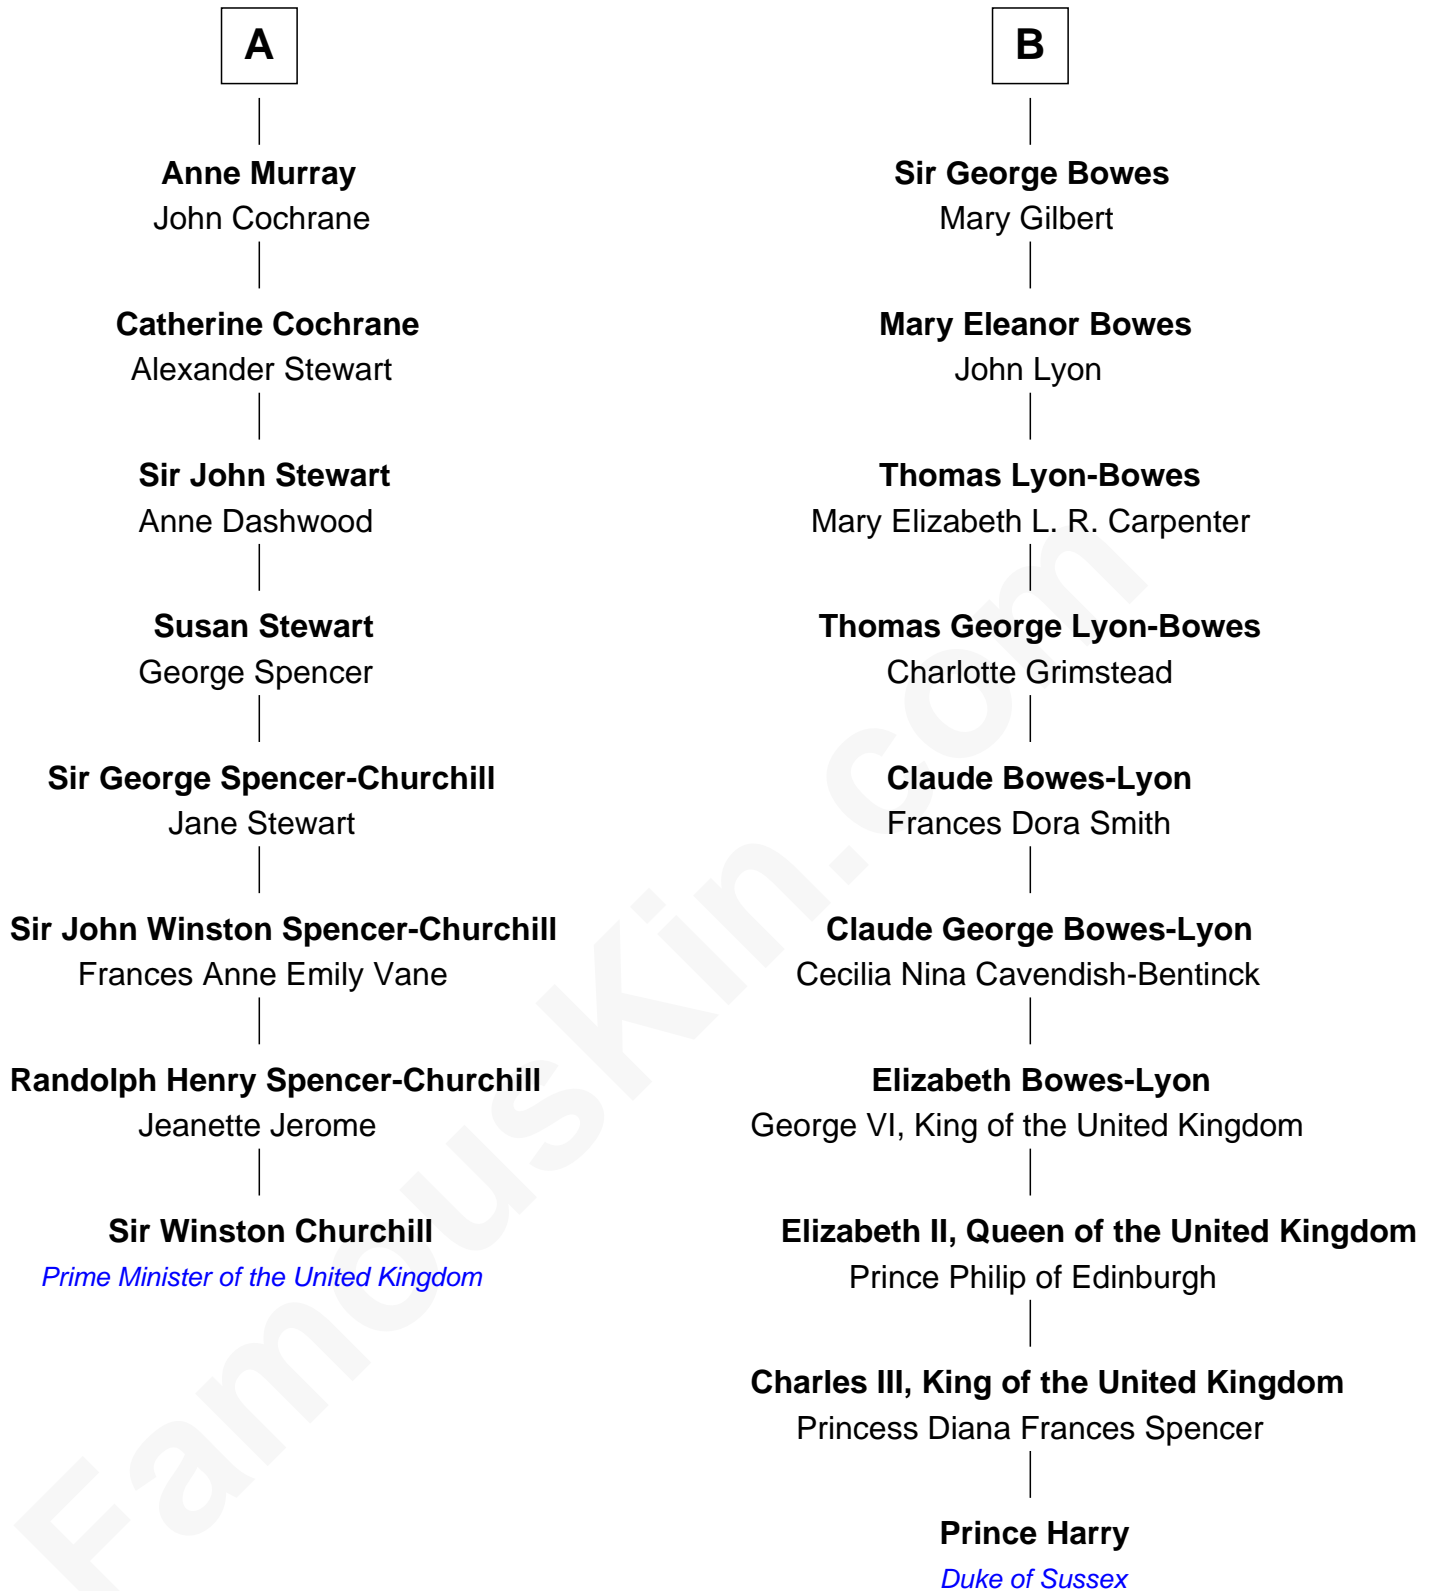 A
Anne Murray
John Cochrane
Catherine Cochrane
Alexander Stewart
Sir John Stewart
Anne Dashwood
Susan Stewart
George Spencer
Sir George Spencer-Churchill
Jane Stewart
Sir John Winston Spencer-Churchill
Frances Anne Emily Vane
Randolph Henry Spencer-Churchill
Jeanette Jerome
Sir Winston Churchill
Prime Minister of the United Kingdom
B
Sir George Bowes
Mary Gilbert
Mary Eleanor Bowes
John Lyon
Thomas Lyon-Bowes
Mary Elizabeth L. R. Carpenter
Thomas George Lyon-Bowes
Charlotte Grimstead
Claude Bowes-Lyon
Frances Dora Smith
Claude George Bowes-Lyon
Cecilia Nina Cavendish-Bentinck
Elizabeth Bowes-Lyon
George VI, King of the United Kingdom
Elizabeth II, Queen of the United Kingdom
Prince Philip of Edinburgh
Charles III, King of the United Kingdom
Princess Diana Frances Spencer
Prince Harry
Duke of Sussex
FamousKin.com